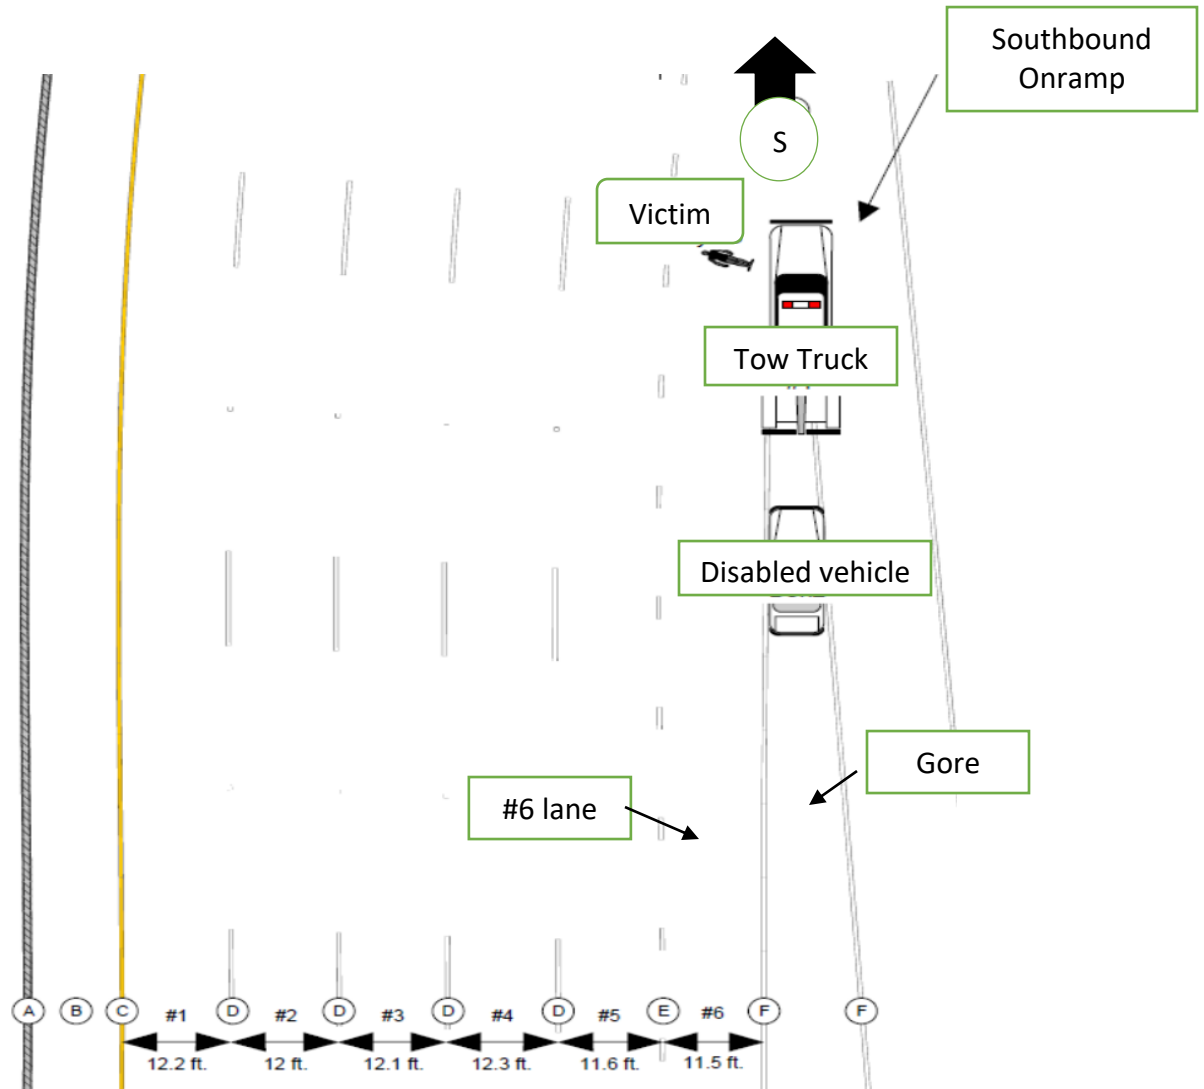 Southbound
Onramp
S
Victim
Tow Truck
Disabled vehicle
Gore
#6 lane
A B C #1 D #2 D #3 D #4 D #5 E #6 F F
12.2 ft. 12 ft. 12.1 ft. 12.3 ft. 11.6 ft. 11.5 ft.